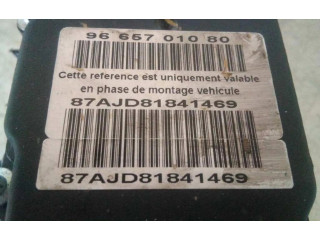 96 657 010 80
Cette reference est uniquement valable
en phase de montage vehicule
87AJD81841469
87AJD81841469